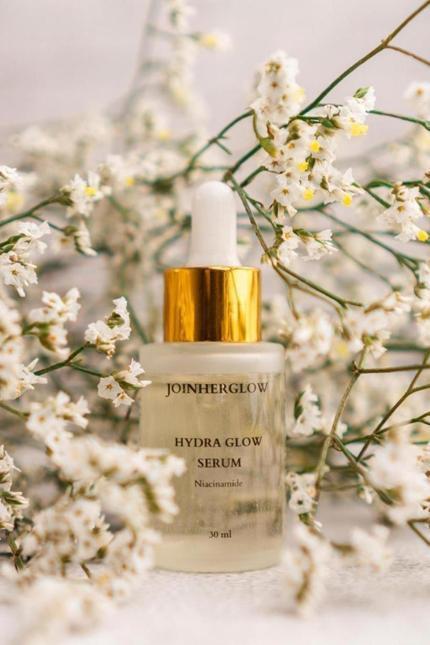 JOINHERGLOW
HYDRA GLOW
SERUM
Niacinamide
30 ml